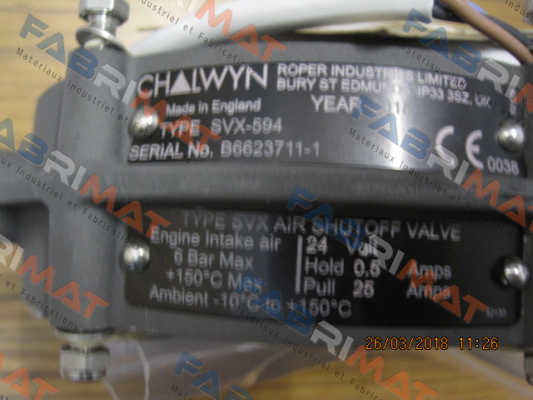 CHALWYN
ROPER INDUSTRIES LIMITED
BURY ST EDMUNDS IP33 3SZ, UK
Made in England
YEAR
TYPE SVX-594
SERIAL No. B6623711-1
CE 0038
TYPE SVX AIR SHUTOFF VALVE
Engine Intake air
6 Bar Max
+150°C Max
Ambient -10°C to +150°C
24 Volt
Hold 0.5 Amps
Pull 25 Amps
26/03/2018 11:26
FABRIMAT
Materiaux Industriel et Fabrications